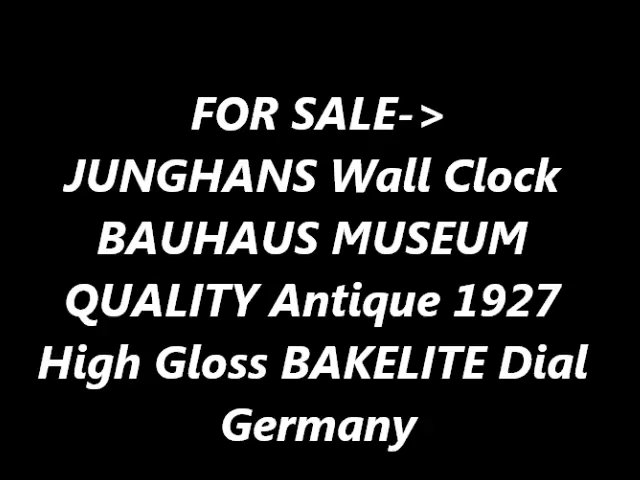 FOR SALE->
JUNGHANS Wall Clock
BAUHAUS MUSEUM
QUALITY Antique 1927
High Gloss BAKELITE Dial
Germany